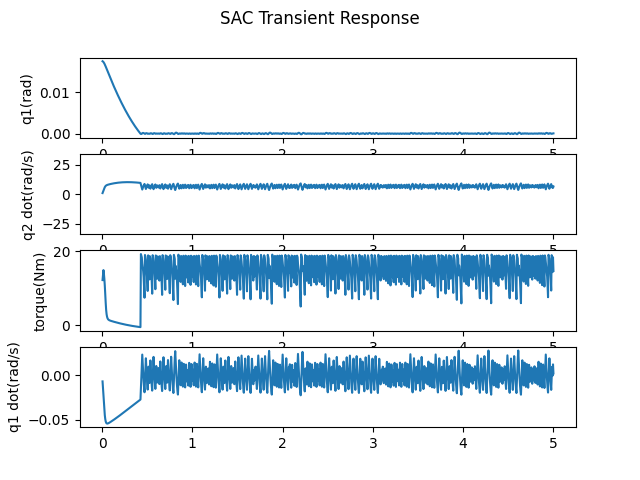 SAC Transient Response
q1(rad)
0.01
0.00
0 1 2 3 4 5
q2 dot(rad/s)
25
0
−25
0 1 2 3 4 5
torque(Nm)
20
0
0 1 2 3 4 5
q1 dot(rad/s)
0.00
−0.05
0 1 2 3 4 5